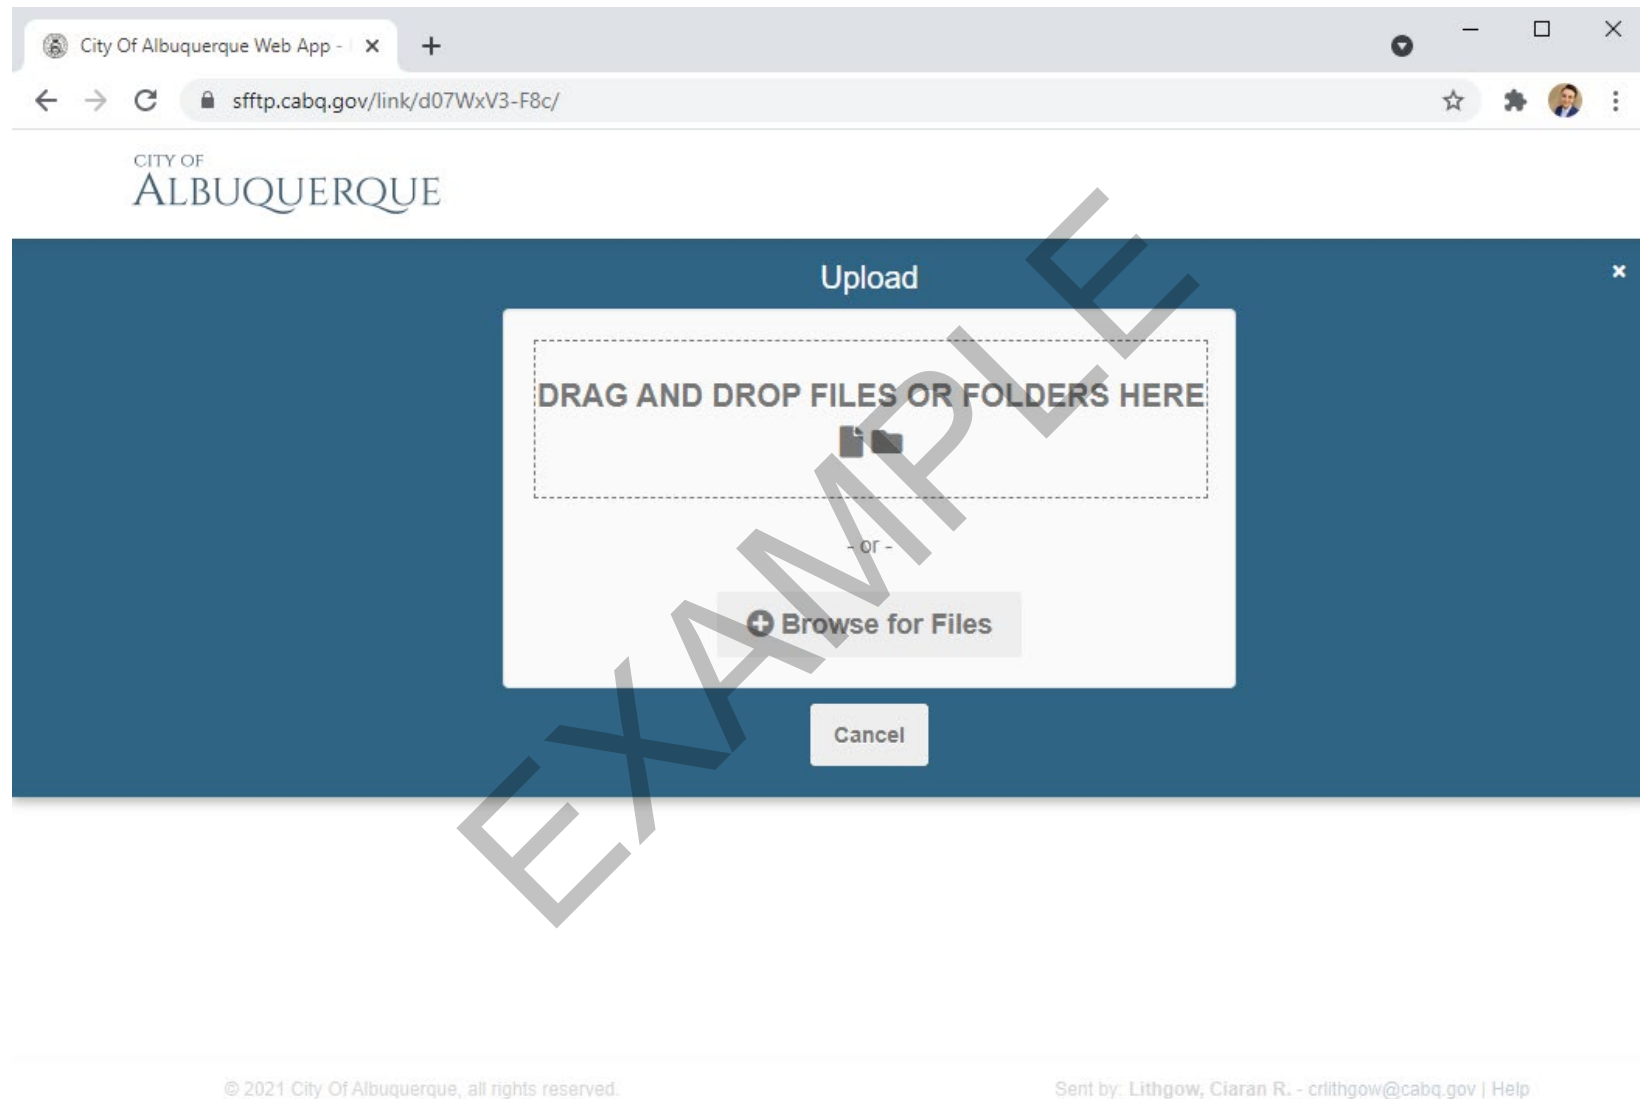 City Of Albuquerque Web App -
sfftp.cabq.gov/link/d07WxV3-F8c/
CITY OF
ALBUQUERQUE
Upload
DRAG AND DROP FILES OR FOLDERS HERE
- or -
Browse for Files
Cancel
EXAMPLE
© 2021 City Of Albuquerque, all rights reserved.
Sent by: Lithgow, Ciaran R. - crlithgow@cabq.gov | Help